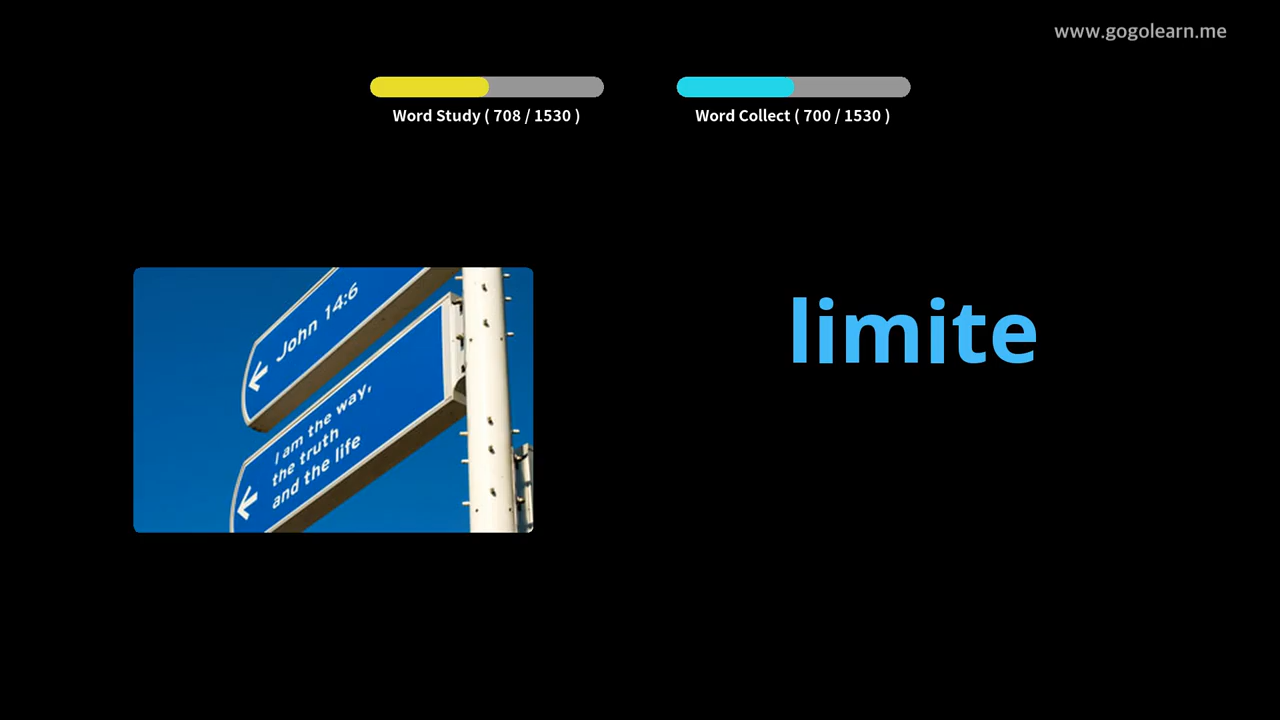 www.gogolearn.me
Word Study ( 708 / 1530 )
Word Collect ( 700 / 1530 )
John 14:6
I am the way,
the truth
and the life
limite